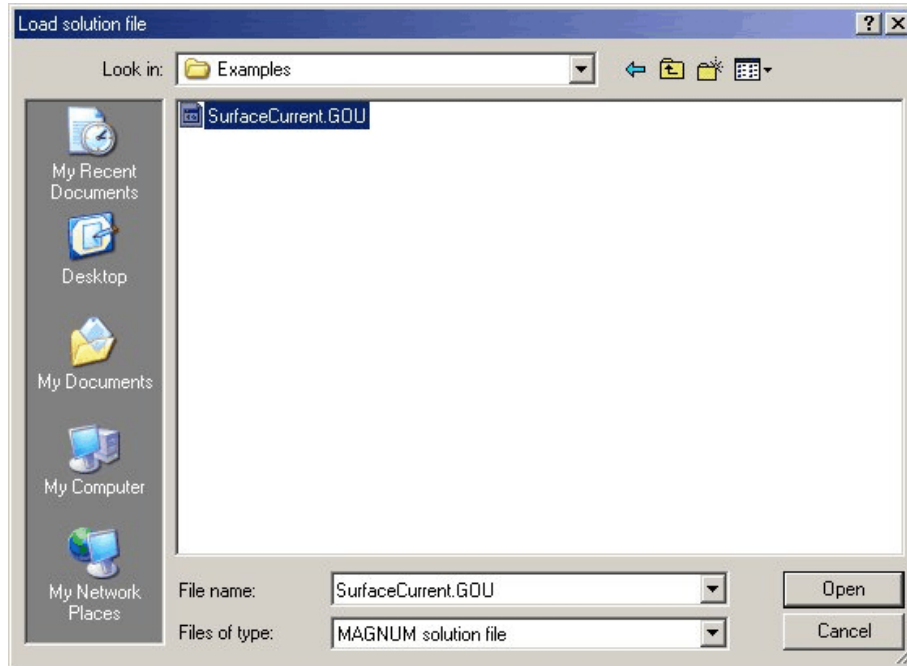 Load solution file
Look in: Examples
SurfaceCurrent.GOU
My Recent
Documents
Desktop
My Documents
My Computer
My Network
Places
File name: SurfaceCurrent.GOU Open
Files of type: MAGNUM solution file Cancel